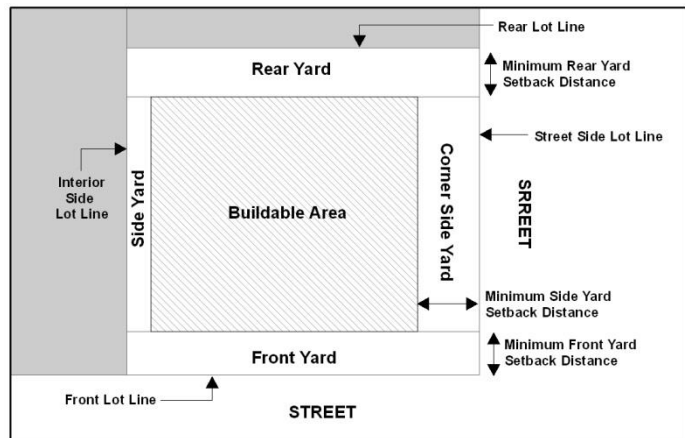 Rear Lot Line
Rear Yard
Minimum Rear Yard
Setback Distance
Street Side Lot Line
Interior
Side
Lot Line
Side Yard
Buildable Area
Corner Side Yard
SRREET
Minimum Side Yard
Setback Distance
Front Yard
Minimum Front Yard
Setback Distance
Front Lot Line
STREET